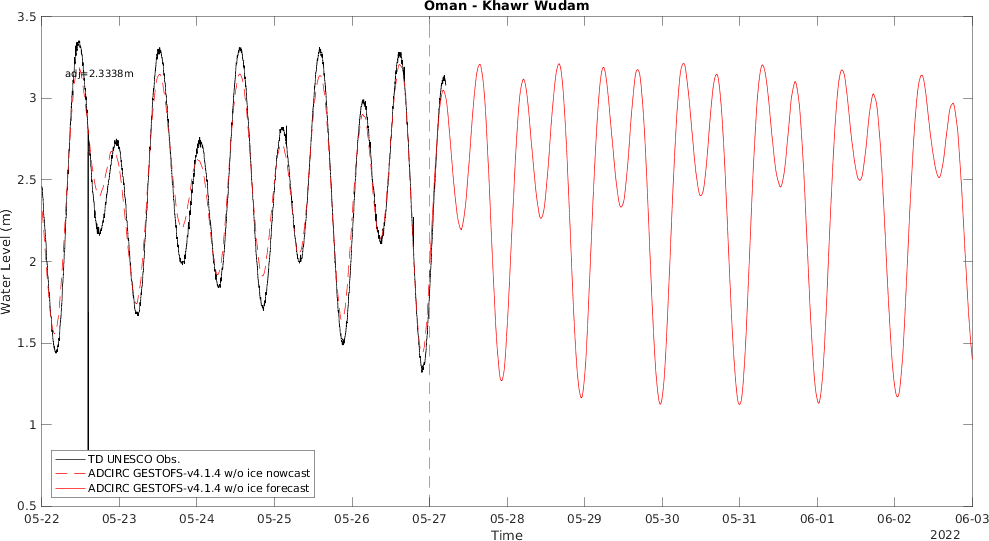 Oman - Khawr Wudam
3.5
3
2.5
2
1.5
1
0.5
Water Level (m)
adj=2.3338m
TD UNESCO Obs.
ADCIRC GESTOFS-v4.1.4 w/o ice nowcast
ADCIRC GESTOFS-v4.1.4 w/o ice forecast
05-22 05-23 05-24 05-25 05-26 05-27 05-28 05-29 05-30 05-31 06-01 06-02 06-03
Time
2022